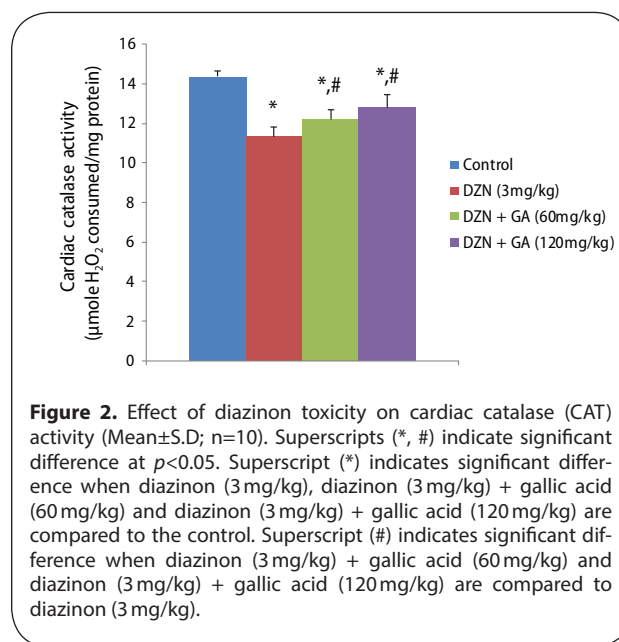 16
14
12
10
8
6
4
2
0
Cardiac catalase activity
(µmole H₂O₂ consumed/mg protein)
*
*,#
*,#
Control
DZN (3mg/kg)
DZN + GA (60mg/kg)
DZN + GA (120mg/kg)
Figure 2. Effect of diazinon toxicity on cardiac catalase (CAT)
activity (Mean±S.D; n=10). Superscripts (*, #) indicate significant
difference at p<0.05. Superscript (*) indicates significant differ-
ence when diazinon (3 mg/kg), diazinon (3 mg/kg) + gallic acid
(60 mg/kg) and diazinon (3 mg/kg) + gallic acid (120 mg/kg) are
compared to the control. Superscript (#) indicates significant dif-
ference when diazinon (3 mg/kg) + gallic acid (60 mg/kg) and
diazinon (3 mg/kg) + gallic acid (120 mg/kg) are compared to
diazinon (3 mg/kg).